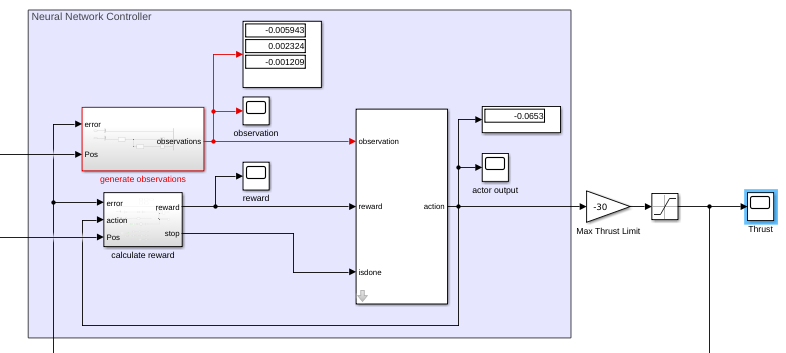 Neural Network Controller
-0.005943
0.002324
-0.001209
error
observations
Pos
generate observations
observation
observation
-0.0653
actor output
error
reward
action
Pos
stop
calculate reward
reward
reward
action
isdone
-30
Max Thrust Limit
Thrust